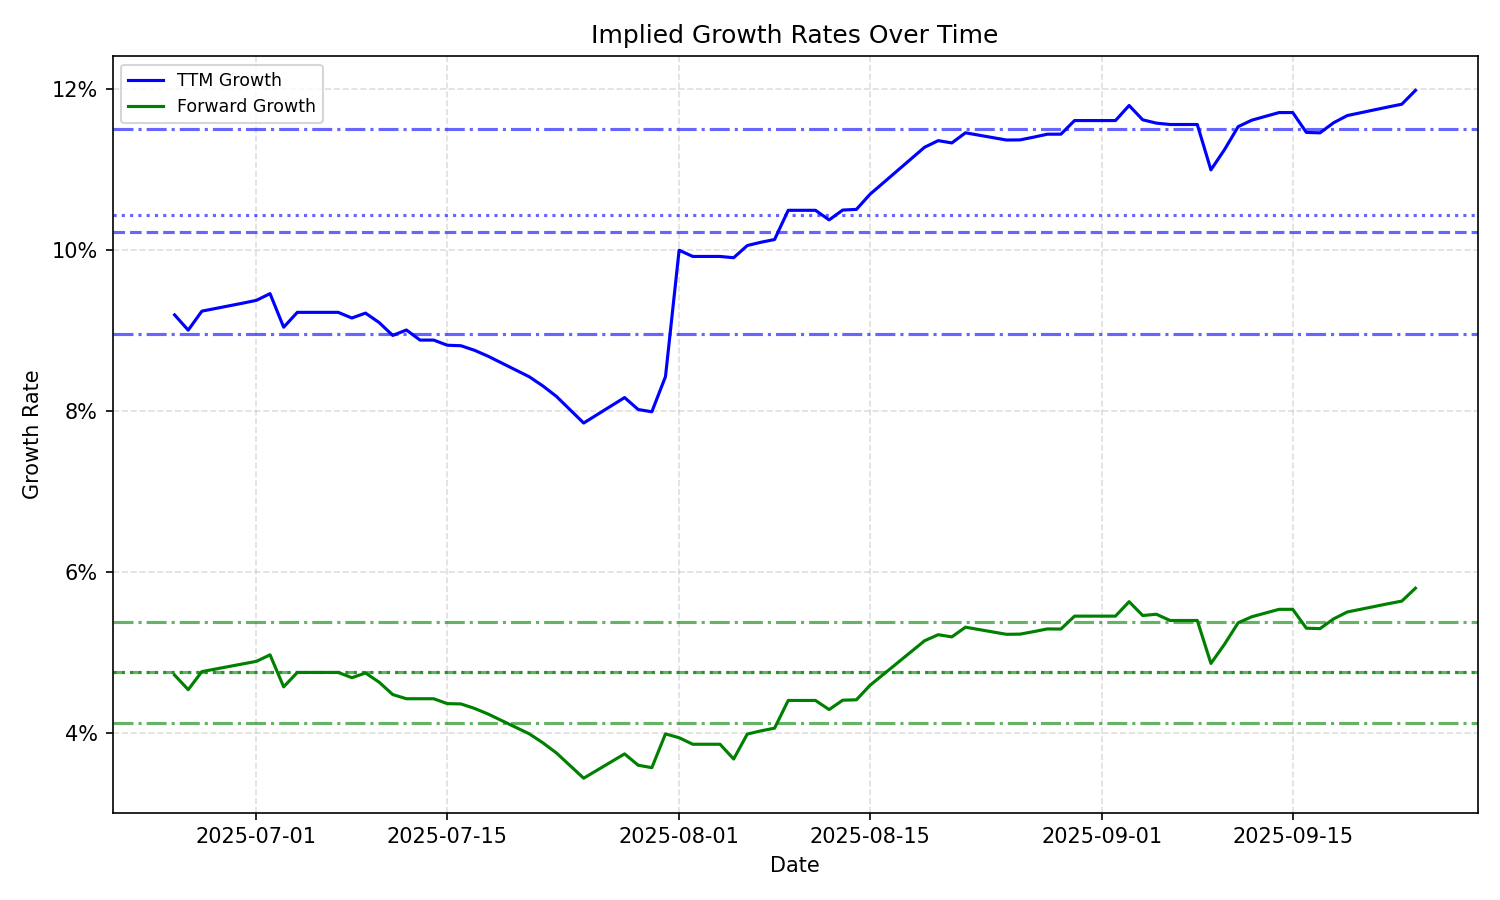 Implied Growth Rates Over Time
TTM Growth
Forward Growth
12%
10%
8%
6%
4%
Growth Rate
2025-07-01
2025-07-15
2025-08-01
2025-08-15
2025-09-01
2025-09-15
Date